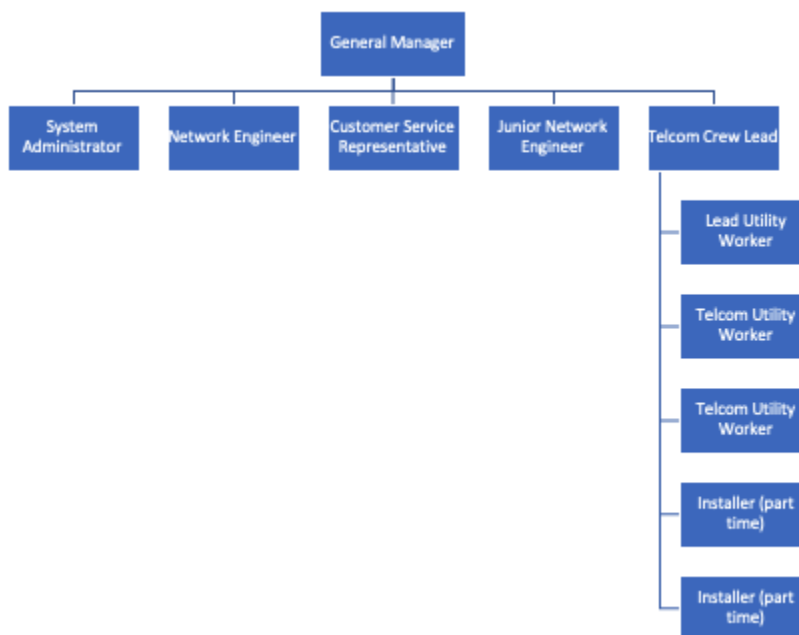 General Manager
System
Administrator
Network Engineer
Customer Service
Representative
Junior Network
Engineer
Telcom Crew Lead
Lead Utility
Worker
Telcom Utility
Worker
Telcom Utility
Worker
Installer (part
time)
Installer (part
time)